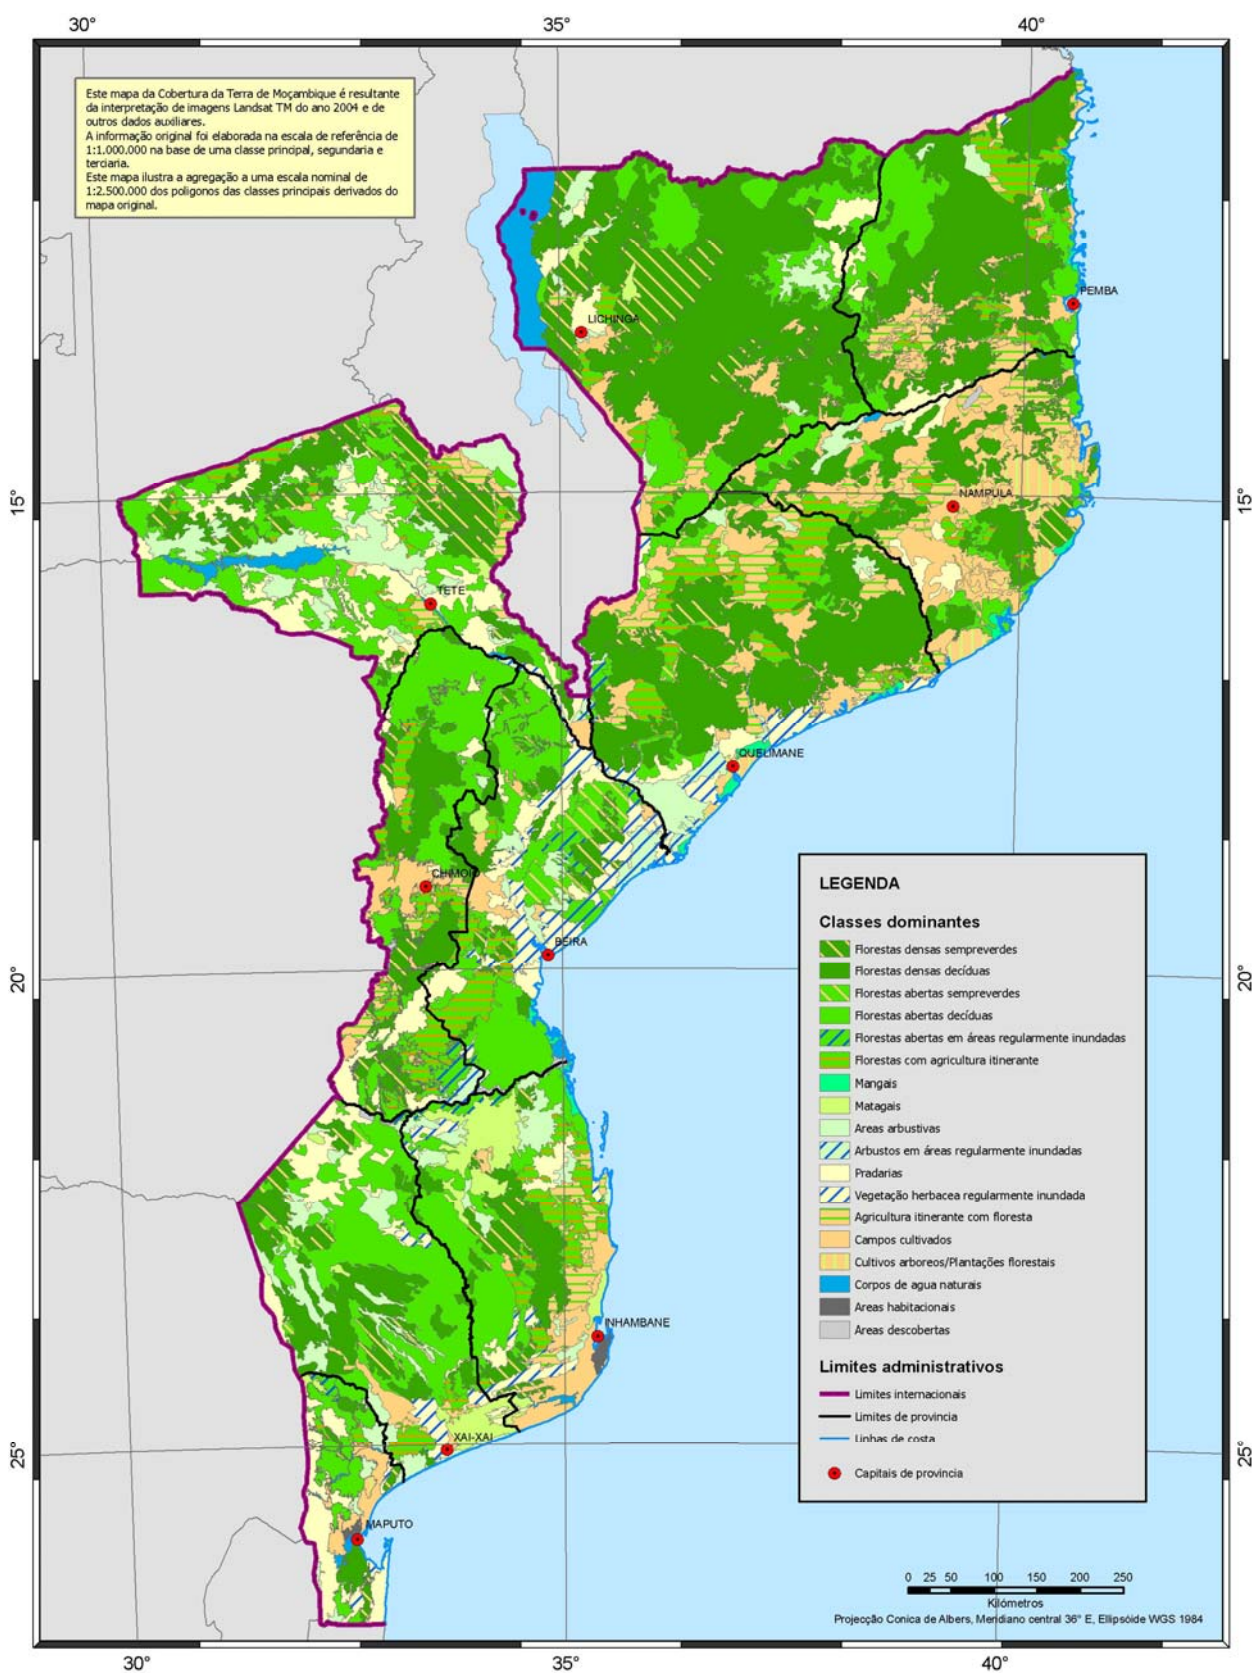 30°
35°
40°
Este mapa da Cobertura da Terra de Moçambique é resultante
da interpretação de imagens Landsat TM do ano 2004 e de
outros dados auxiliares.
A informação original foi elaborada na escala de referência de
1:1.000.000 na base de uma classe principal, segundaria e
terciaria.
Este mapa ilustra a agregação a uma escala nominal de
1:2.500.000 dos poligonos das classes principais derivados do
mapa original.
PEMBA
LICHINGA
15°
NAMPULA
15°
TETE
QUELIMANE
CHIMOIO
BEIRA
20°
20°
INHAMBANE
XAI-XAI
25°
25°
MAPUTO
LEGENDA
Classes dominantes
Florestas densas sempreverdes
Florestas densas decíduas
Florestas abertas sempreverdes
Florestas abertas decíduas
Florestas abertas em áreas regularmente inundadas
Florestas com agricultura itinerante
Mangais
Matagais
Areas arbustivas
Arbustos em áreas regularmente inundadas
Pradarias
Vegetação herbacea regularmente inundada
Agricultura itinerante com floresta
Campos cultivados
Cultivos arboreos/Plantações florestais
Corpos de agua naturais
Areas habitacionais
Areas descobertas
Limites administrativos
Limites internacionais
Limites de provincia
Linhas de costa
Capitais de provincia
0 25 50 100 150 200 250
Kilómetros
Projecção Conica de Albers, Meridiano central 36° E, Ellipsóide WGS 1984
30°
35°
40°